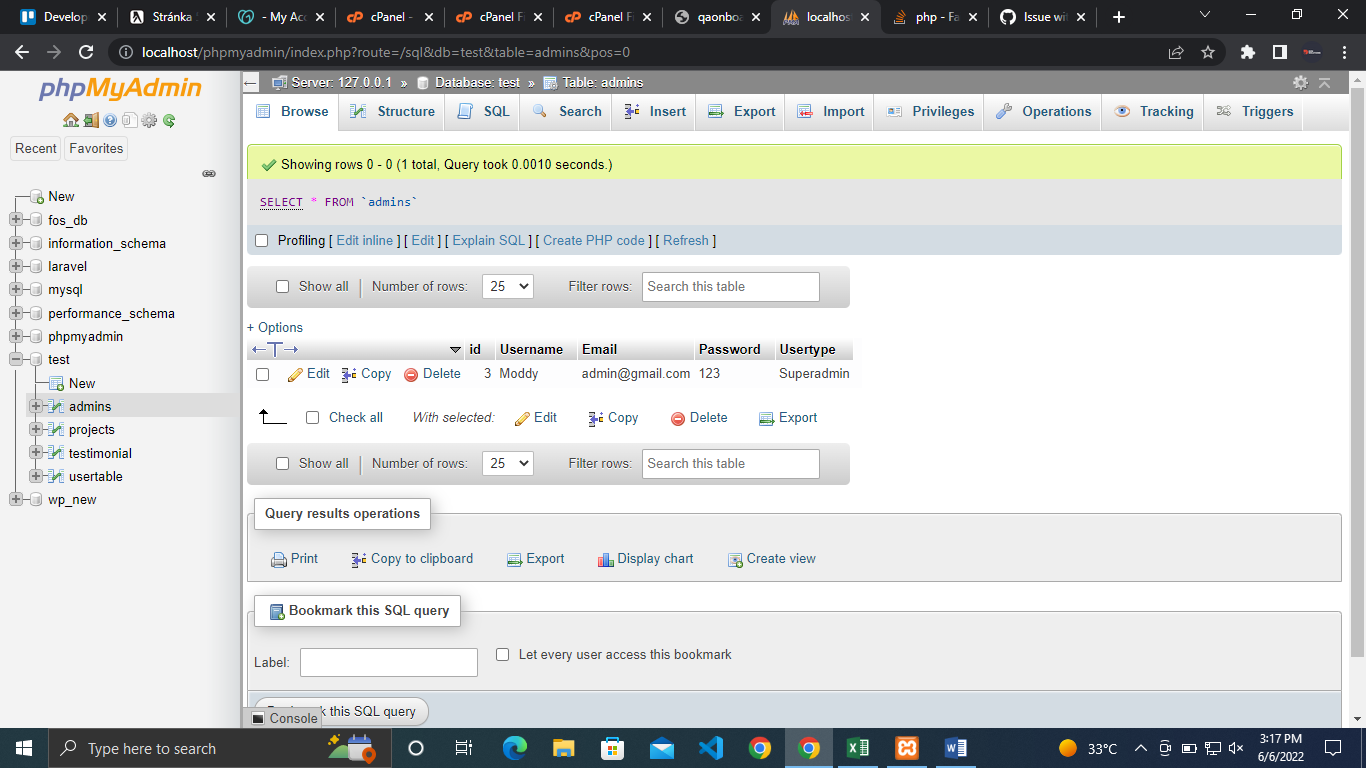 Develop
Stránka
- My Acc
cPanel -
cPanel F
cPanel F
qaonboa
localhos
php - Fa
Issue wit
localhost/phpmyadmin/index.php?route=/sql&db=test&table=admins&pos=0
phpMyAdmin
Recent Favorites
New
fos_db
information_schema
laravel
mysql
performance_schema
phpmyadmin
test
New
admins
projects
testimonial
usertable
wp_new
Server: 127.0.0.1 » Database: test » Table: admins
Browse Structure SQL Search Insert Export Import Privileges Operations Tracking Triggers
Showing rows 0 - 0 (1 total, Query took 0.0010 seconds.)
SELECT * FROM `admins`
Profiling [ Edit inline ] [ Edit ] [ Explain SQL ] [ Create PHP code ] [ Refresh ]
Show all | Number of rows: 25 Filter rows: Search this table
+ Options
←T→ id Username Email Password Usertype
Edit Copy Delete 3 Moddy admin@gmail.com 123 Superadmin
Check all With selected: Edit Copy Delete Export
Show all | Number of rows: 25 Filter rows: Search this table
Query results operations
Print Copy to clipboard Export Display chart Create view
Bookmark this SQL query
Label: Let every user access this bookmark
this SQL query
Console
Type here to search
33°C
3:17 PM
6/6/2022